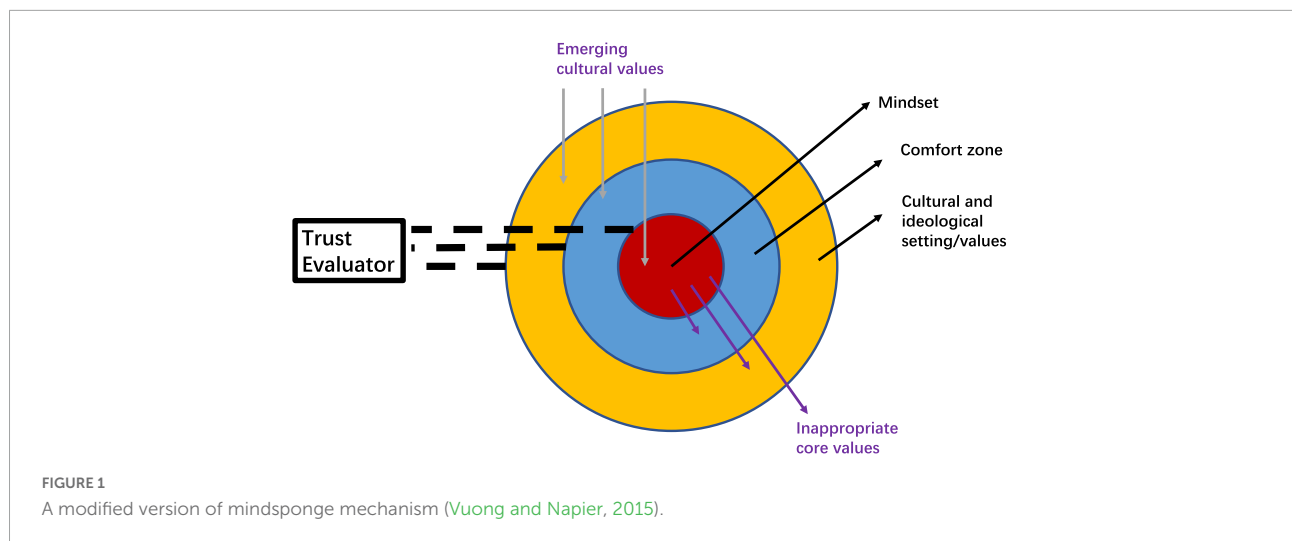 Emerging
cultural values
Mindset
Comfort zone
Cultural and
ideological
setting/values
Trust
Evaluator
Inappropriate
core values
FIGURE 1
A modified version of mindsponge mechanism (Vuong and Napier, 2015).